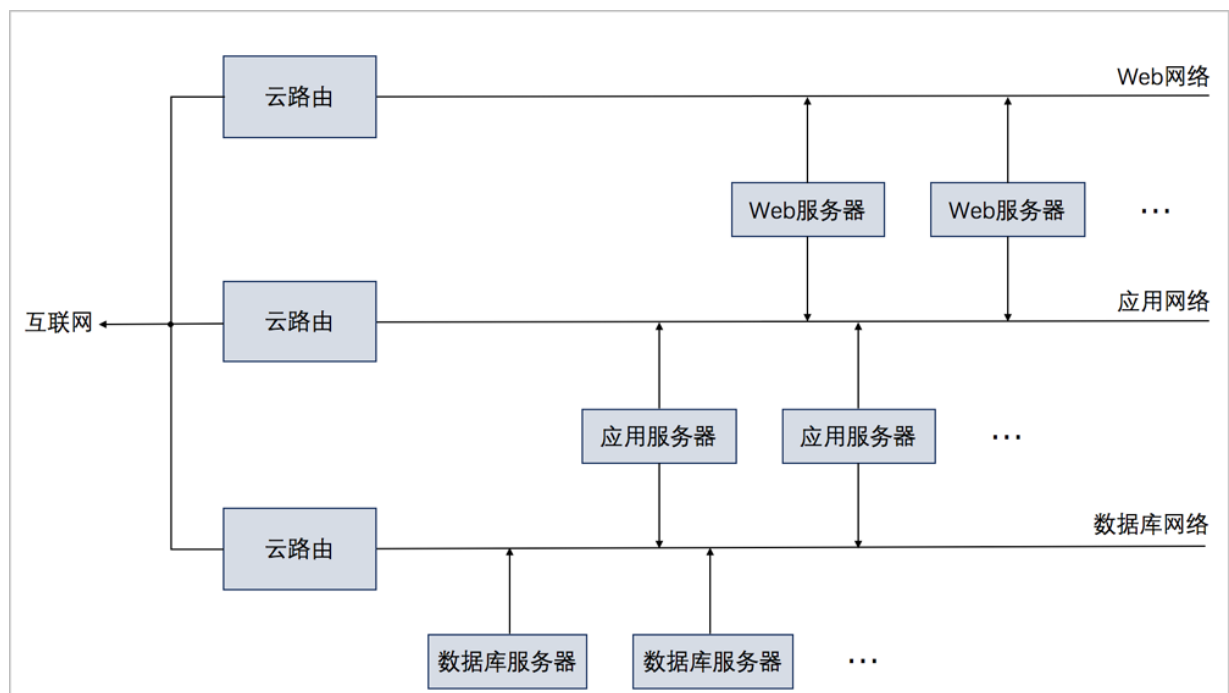 Web网络
云路由
Web服务器
Web服务器
...
应用网络
互联网
云路由
应用服务器
应用服务器
...
数据库网络
云路由
数据库服务器
数据库服务器
...